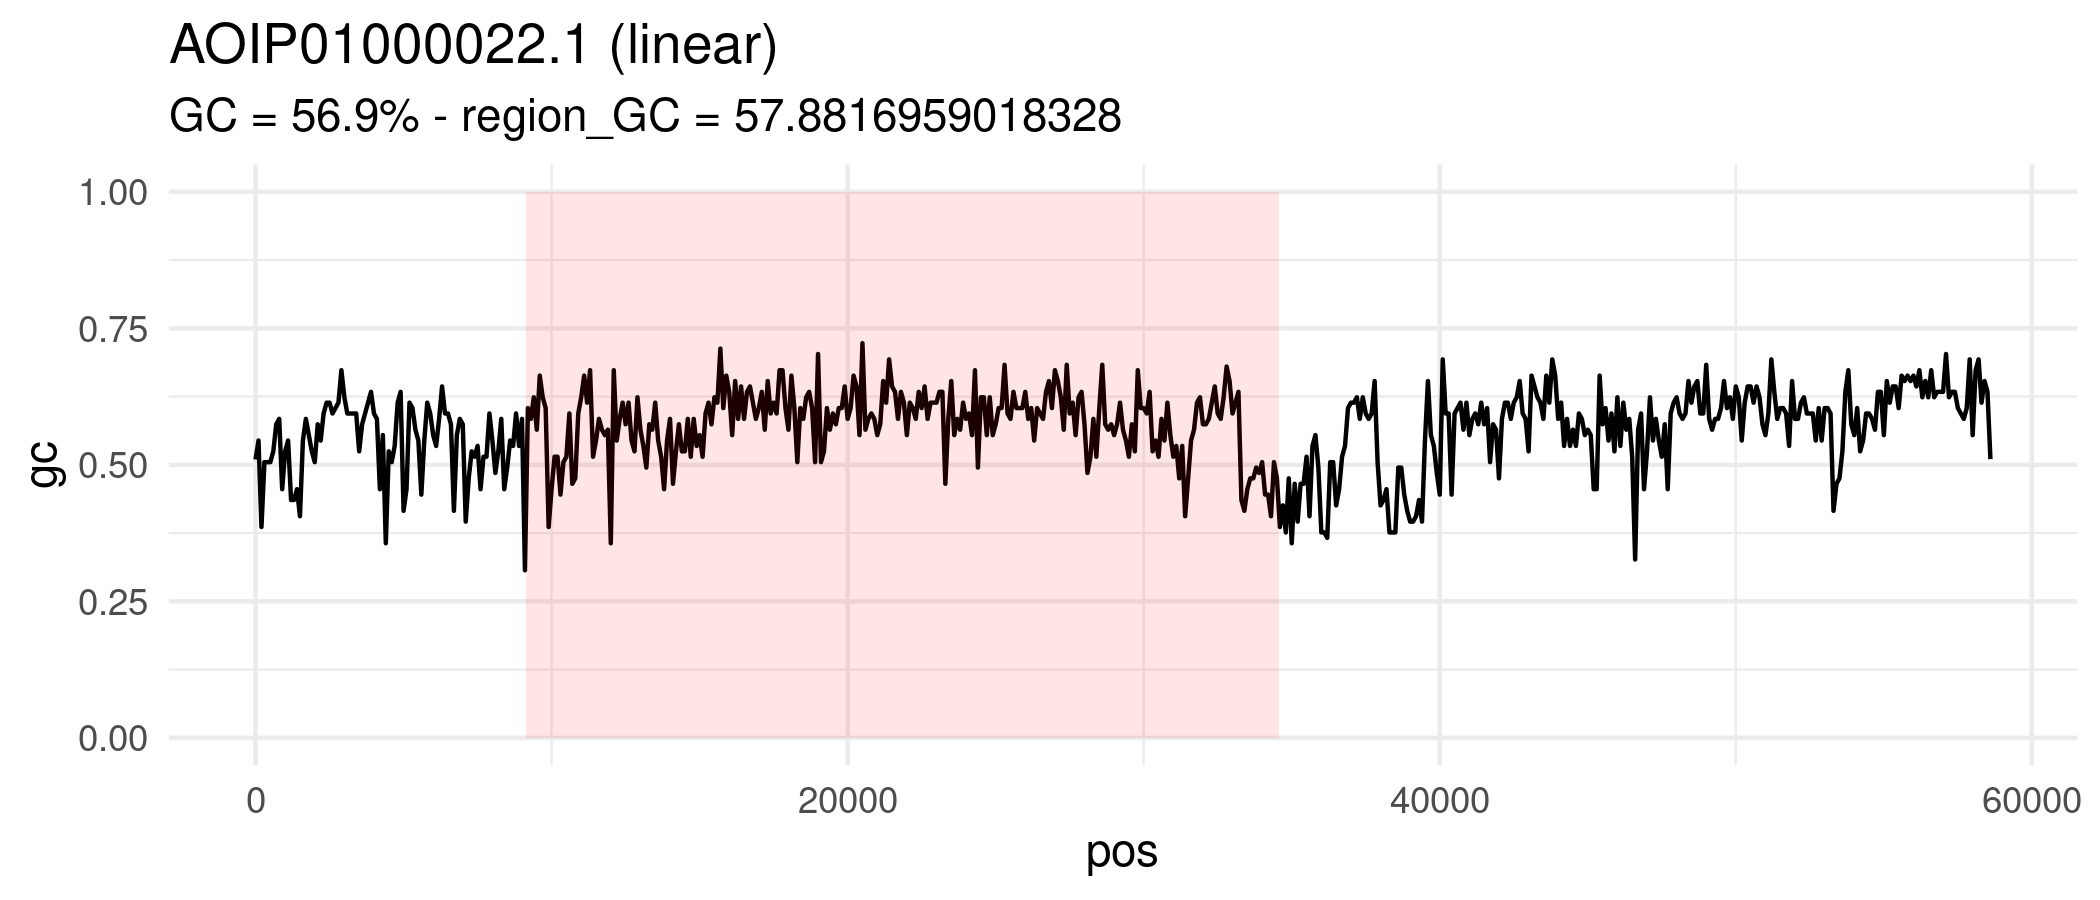 AOIP01000022.1 (linear)
GC = 56.9% - region_GC = 57.8816959018328
1.00
0.75
0.50
0.25
0.00
gc
0 20000 40000 60000
pos